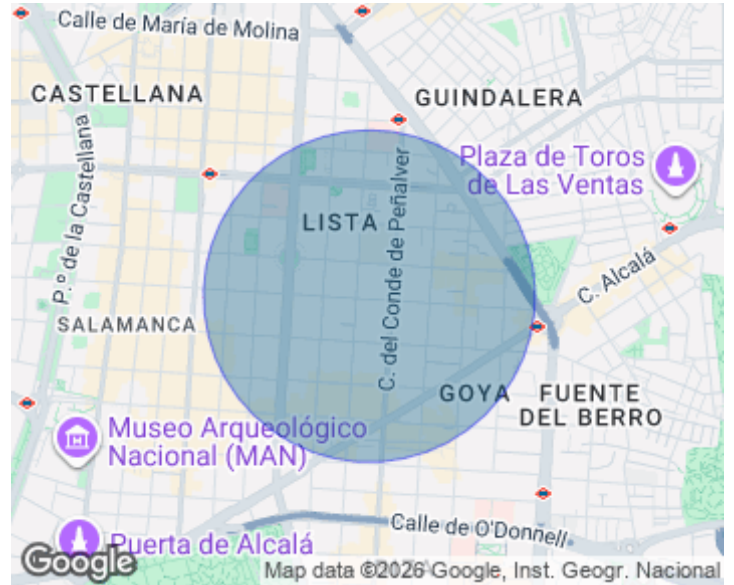 Calle de María de Molina
CASTELLANA
GUINDALERA
Plaza de Toros
de Las Ventas
LISTA
P.º de la Castellana
C. del Conde de Peñalver
C. Alcalá
SALAMANCA
GOYA
FUENTE
DEL BERRO
Museo Arqueológico
Nacional (MAN)
Calle de O'Donnell
Puerta de Alcalá
Google
Map data ©2026 Google, Inst. Geogr. Nacional